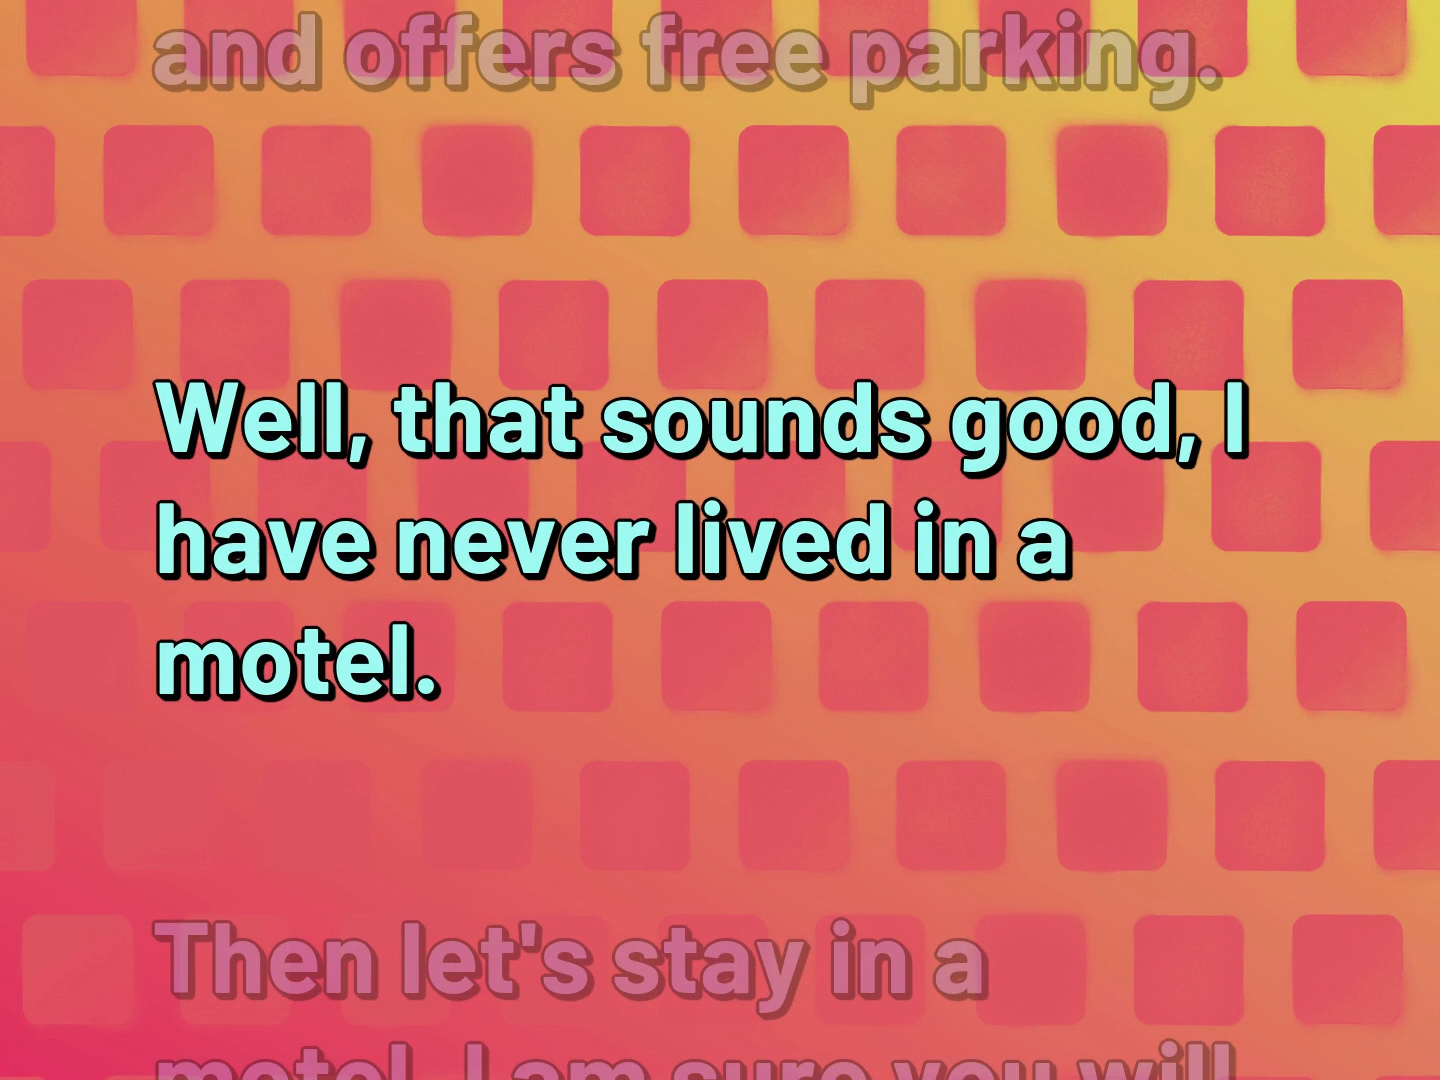 and offers free parking.
Well, that sounds good, I
have never lived in a
motel.
Then let's stay in a
motel. I am sure you will